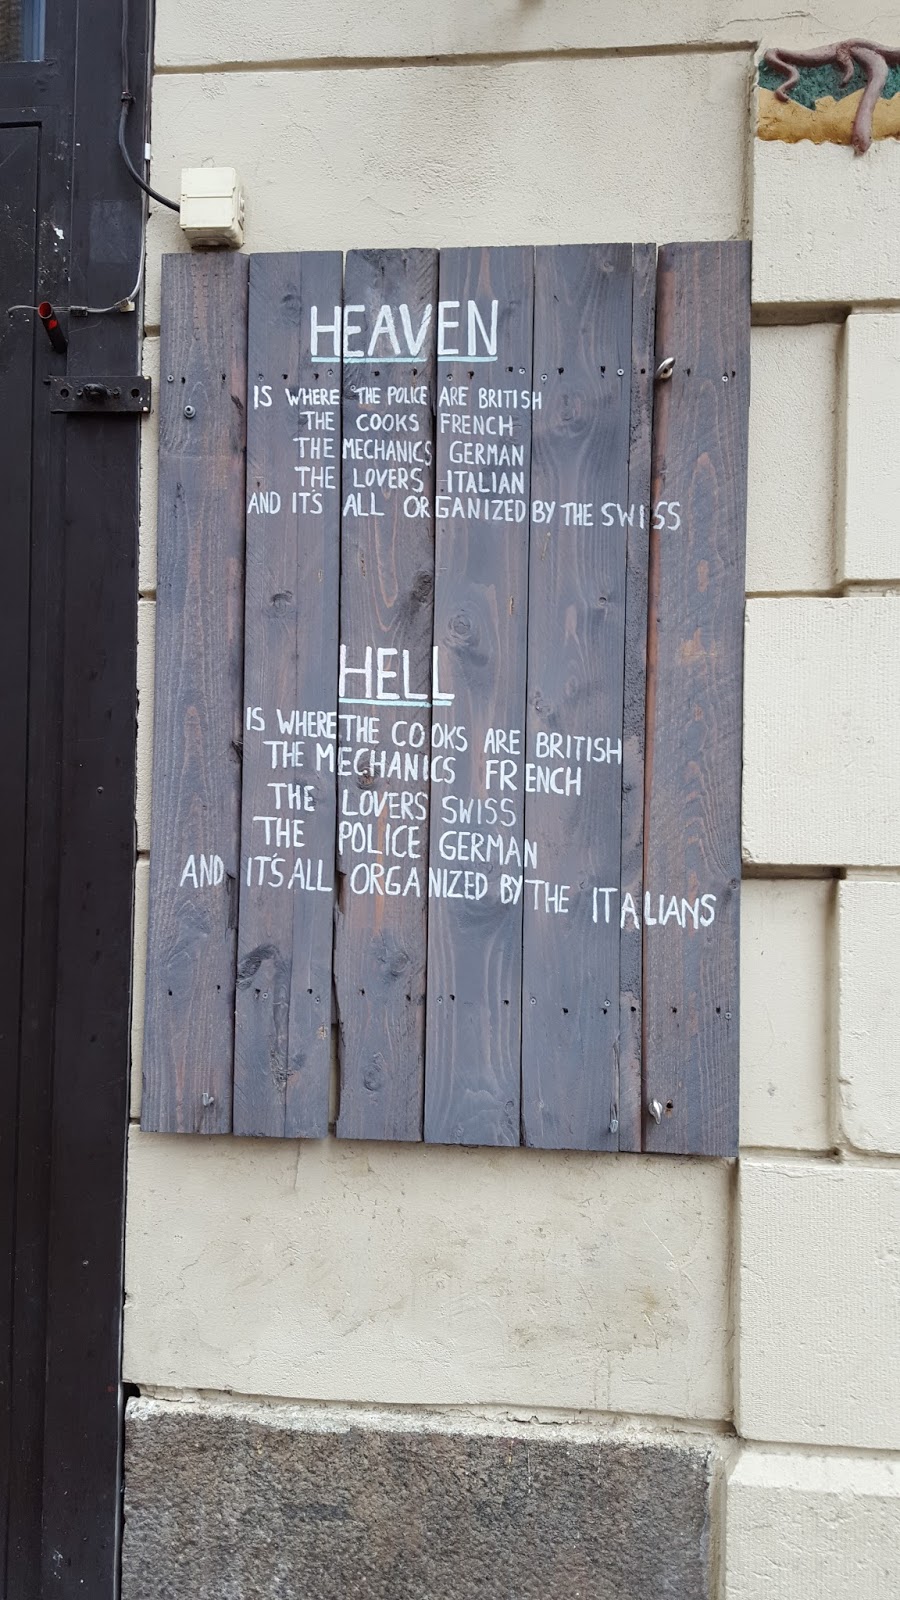 HEAVEN
IS WHERE THE POLICE ARE BRITISH
THE COOKS FRENCH
THE MECHANICS GERMAN
THE LOVERS ITALIAN
AND IT'S ALL ORGANIZED BY THE SWISS
HELL
IS WHERE THE COOKS ARE BRITISH
THE MECHANICS FRENCH
THE LOVERS SWISS
THE POLICE GERMAN
AND IT'S ALL ORGANIZED BY THE ITALIANS